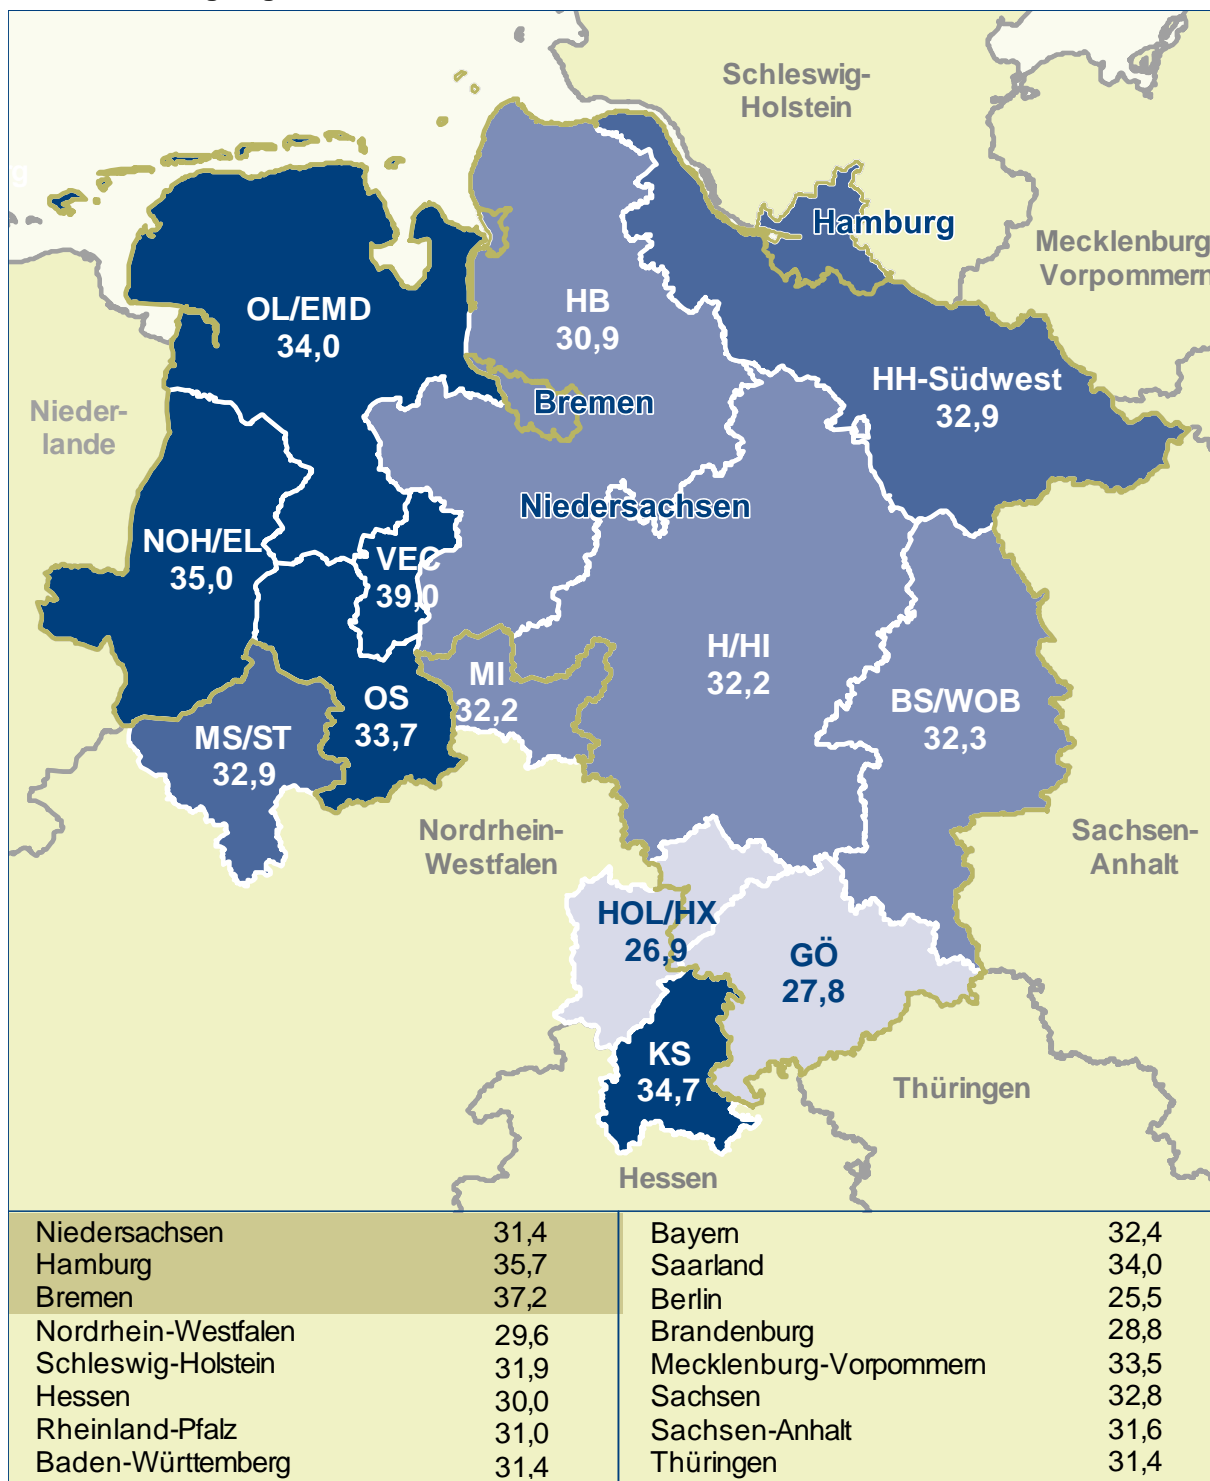 Schleswig-
Holstein
Hamburg
Mecklenburg
Vorpommern
OL/EMD
34,0
HB
30,9
HH-Südwest
32,9
Bremen
Nieder-
lande
Niedersachsen
NOH/EL
35,0
VEC
39,0
H/HI
32,2
MI
32,2
OS
33,7
BS/WOB
32,3
MS/ST
32,9
Nordrhein-
Westfalen
Sachsen-
Anhalt
HOL/HX
26,9
GÖ
27,8
KS
34,7
Thüringen
Hessen
Niedersachsen 31,4
Hamburg 35,7
Bremen 37,2
Nordrhein-Westfalen 29,6
Schleswig-Holstein 31,9
Hessen 30,0
Rheinland-Pfalz 31,0
Baden-Württemberg 31,4
Bayern 32,4
Saarland 34,0
Berlin 25,5
Brandenburg 28,8
Mecklenburg-Vorpommern 33,5
Sachsen 32,8
Sachsen-Anhalt 31,6
Thüringen 31,4